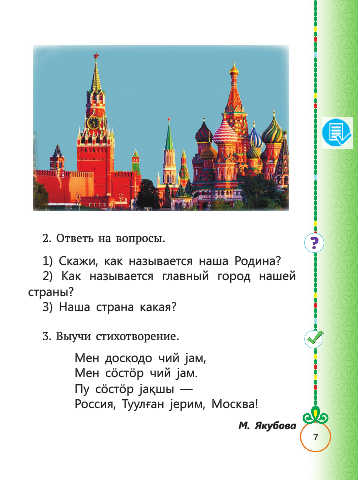 2. Ответь на вопросы.
1) Скажи, как называется наша Родина?
2) Как называется главный город нашей
страны?
3) Наша страна какая?
3. Выучи стихотворение.
Мен доскодо чий јам,
Мен сӧстӧр чий јам.
Пу сӧстӧр јақшы —
Россия, Туулған јерим, Москва!
М. Якубова
?
7